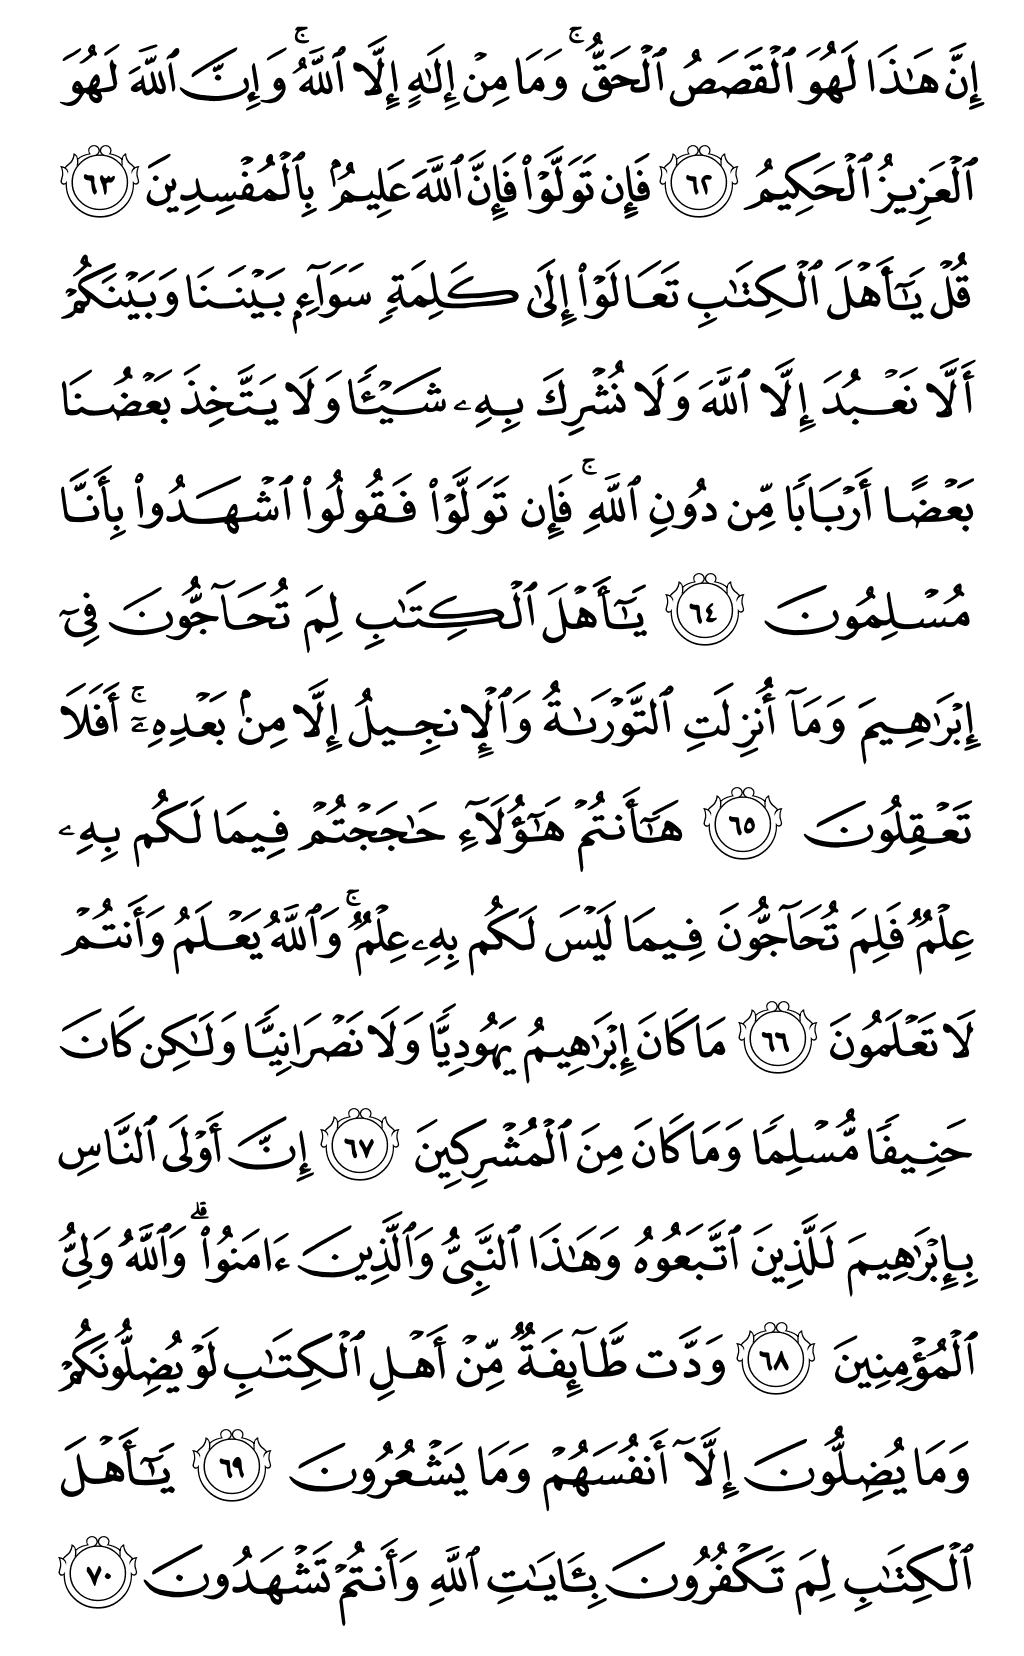 إِنَّ هَـٰذَا لَهُوَ ٱلْقَصَصُ ٱلْحَقُّ ۚ وَمَا مِنْ إِلَـٰهٍ إِلَّا ٱللَّهُ ۚ وَإِنَّ ٱللَّهَ لَهُوَ
ٱلْعَزِيزُ ٱلْحَكِيمُ ٦٢ فَإِن تَوَلَّوْا۟ فَإِنَّ ٱللَّهَ عَلِيمٌۢ بِٱلْمُفْسِدِينَ ٦٣
قُلْ يَـٰٓأَهْلَ ٱلْكِتَـٰبِ تَعَالَوْا۟ إِلَىٰ كَلِمَةٍ سَوَآءٍۭ بَيْنَنَا وَبَيْنَكُمْ
أَلَّا نَعْبُدَ إِلَّا ٱللَّهَ وَلَا نُشْرِكَ بِهِۦ شَيْـًٔا وَلَا يَتَّخِذَ بَعْضُنَا
بَعْضًا أَرْبَابًا مِّن دُونِ ٱللَّهِ ۚ فَإِن تَوَلَّوْا۟ فَقُولُوا۟ ٱشْهَدُوا۟ بِأَنَّا
مُسْلِمُونَ ٦٤ يَـٰٓأَهْلَ ٱلْكِتَـٰبِ لِمَ تُحَآجُّونَ فِىٓ
إِبْرَٰهِيمَ وَمَآ أُنزِلَتِ ٱلتَّوْرَىٰةُ وَٱلْإِنجِيلُ إِلَّا مِنۢ بَعْدِهِۦٓ ۚ أَفَلَا
تَعْقِلُونَ ٦٥ هَـٰٓأَنتُمْ هَـٰٓؤُلَآءِ حَـٰجَجْتُمْ فِيمَا لَكُم بِهِۦ
عِلْمٌ فَلِمَ تُحَآجُّونَ فِيمَا لَيْسَ لَكُم بِهِۦ عِلْمٌ ۚ وَٱللَّهُ يَعْلَمُ وَأَنتُمْ
لَا تَعْلَمُونَ ٦٦ مَا كَانَ إِبْرَٰهِيمُ يَهُودِيًّا وَلَا نَصْرَانِيًّا وَلَـٰكِن كَانَ
حَنِيفًا مُّسْلِمًا وَمَا كَانَ مِنَ ٱلْمُشْرِكِينَ ٦٧ إِنَّ أَوْلَى ٱلنَّاسِ
بِإِبْرَٰهِيمَ لَلَّذِينَ ٱتَّبَعُوهُ وَهَـٰذَا ٱلنَّبِىُّ وَٱلَّذِينَ ءَامَنُوا۟ ۗ وَٱللَّهُ وَلِىُّ
ٱلْمُؤْمِنِينَ ٦٨ وَدَّت طَّآئِفَةٌ مِّنْ أَهْلِ ٱلْكِتَـٰبِ لَوْ يُضِلُّونَكُمْ
وَمَا يُضِلُّونَ إِلَّآ أَنفُسَهُمْ وَمَا يَشْعُرُونَ ٦٩ يَـٰٓأَهْلَ
ٱلْكِتَـٰبِ لِمَ تَكْفُرُونَ بِـَٔايَـٰتِ ٱللَّهِ وَأَنتُمْ تَشْهَدُونَ ٧٠